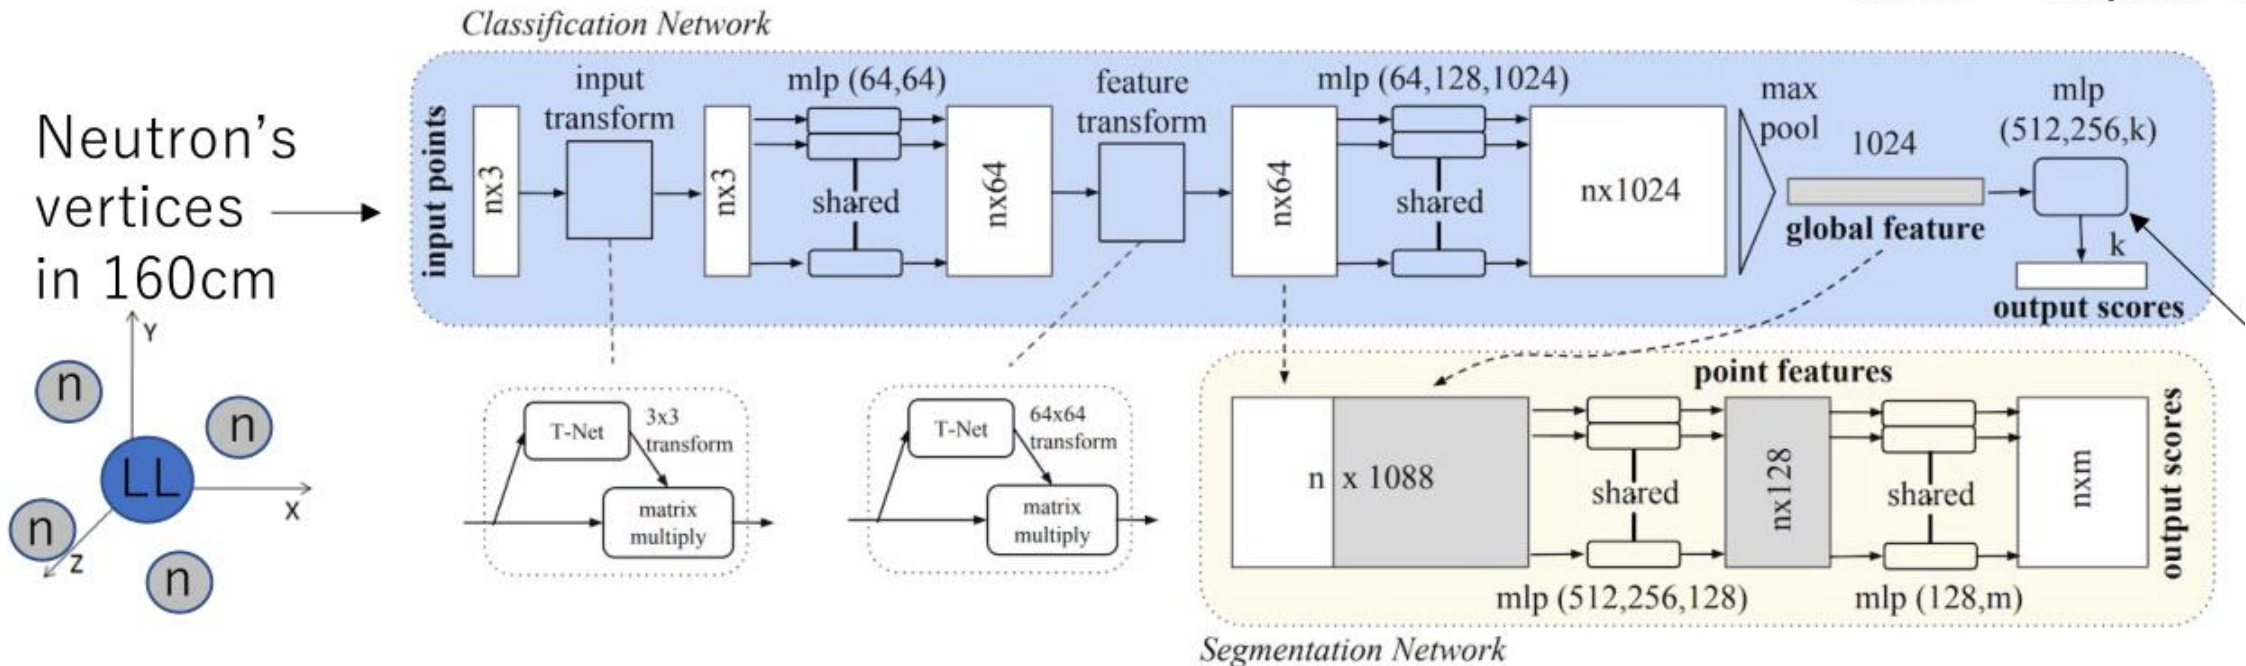 Classification Network
Neutron's
vertices
in 160cm
Y
X
Z
n
n
LL
n
n
input points
nx3
input
transform
nx3
mlp (64,64)
shared
nx64
feature
transform
nx64
mlp (64,128,1024)
shared
nx1024
max
pool
1024
global feature
mlp
(512,256,k)
k
output scores
T-Net
3x3
transform
matrix
multiply
T-Net
64x64
transform
matrix
multiply
point features
n x 1088
shared
mlp (512,256,128)
nx128
shared
mlp (128,m)
nxm
output scores
Segmentation Network